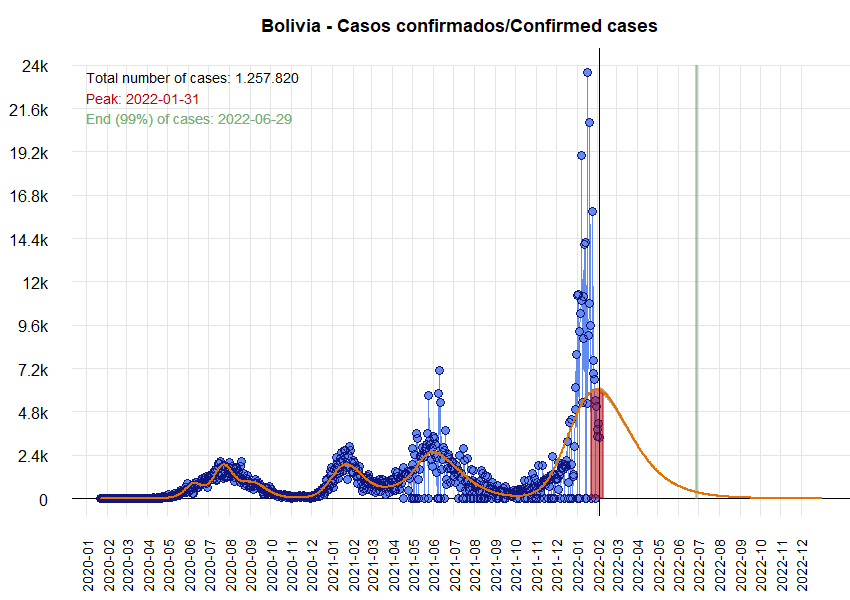 Bolivia - Casos confirmados/Confirmed cases
24k
21.6k
19.2k
16.8k
14.4k
12k
9.6k
7.2k
4.8k
2.4k
0
Total number of cases: 1.257.820
Peak: 2022-01-31
End (99%) of cases: 2022-06-29
2020-01
2020-02
2020-03
2020-04
2020-05
2020-06
2020-07
2020-08
2020-09
2020-10
2020-11
2020-12
2021-01
2021-02
2021-03
2021-04
2021-05
2021-06
2021-07
2021-08
2021-09
2021-10
2021-11
2021-12
2022-01
2022-02
2022-03
2022-04
2022-05
2022-06
2022-07
2022-08
2022-09
2022-10
2022-11
2022-12